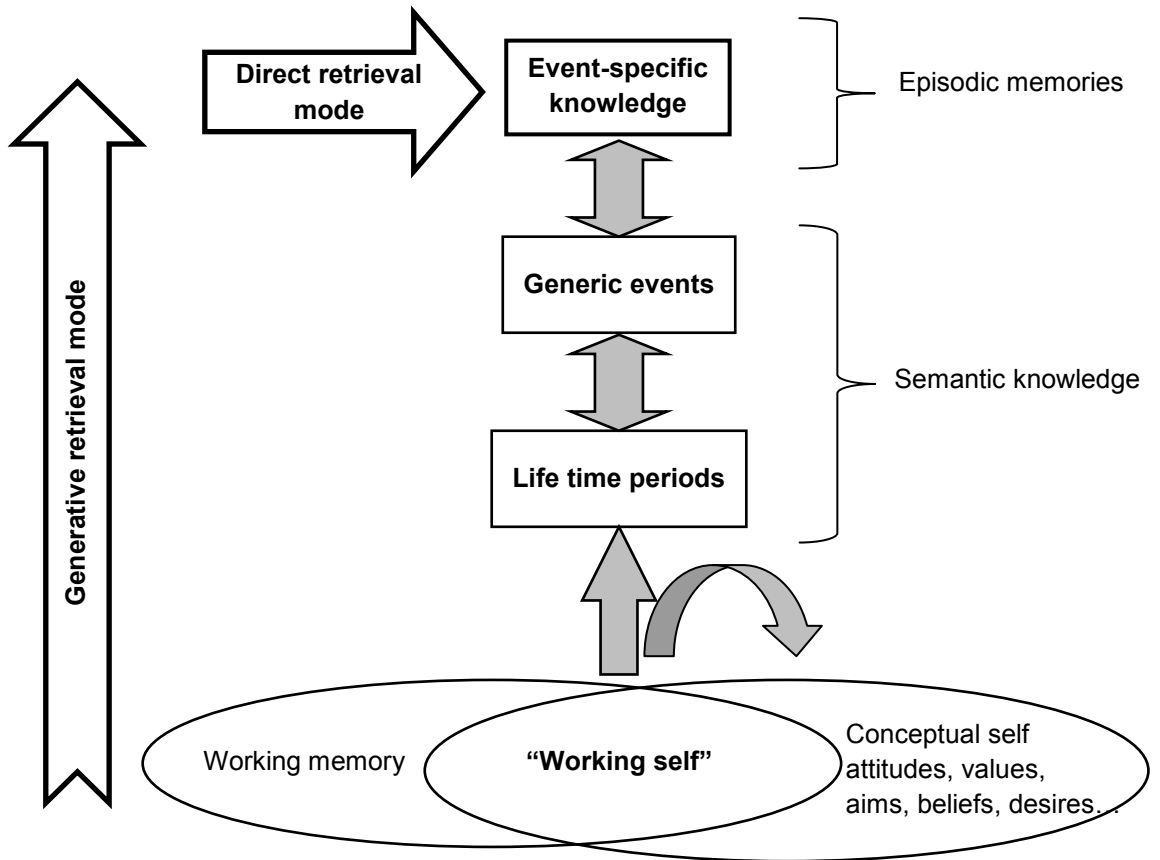 Direct retrieval
mode
Event-specific
knowledge
Episodic memories
Generic events
Generative retrieval mode
Semantic knowledge
Life time periods
Working memory
“Working self”
Conceptual self
attitudes, values,
aims, beliefs, desires…